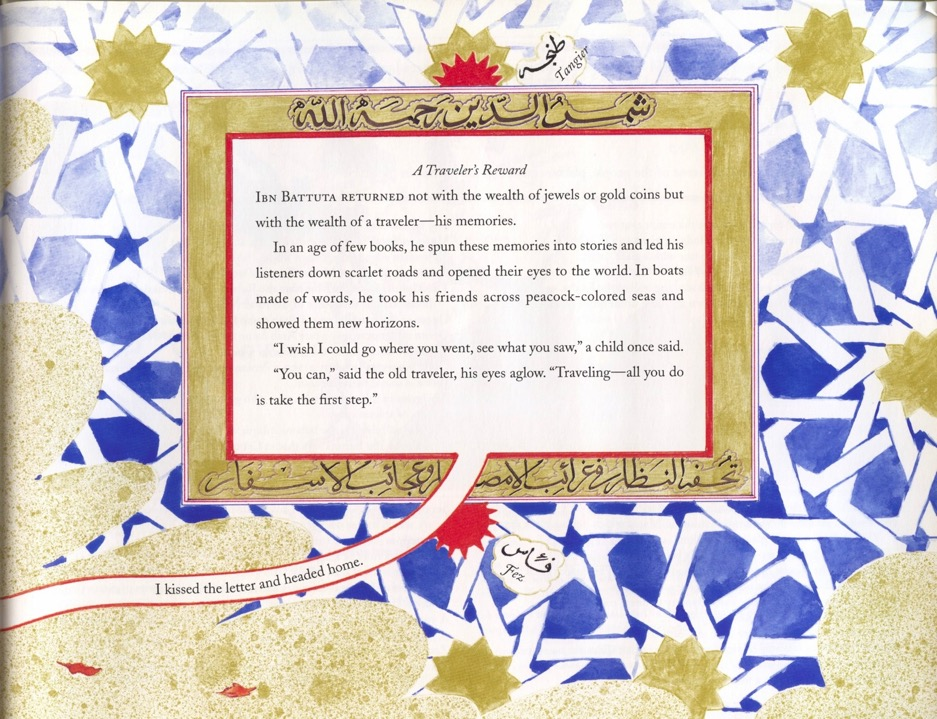 طنجه
Tangier
شمس الدين رحمة الله
A Traveler's Reward
IBN BATTUTA RETURNED not with the wealth of jewels or gold coins but
with the wealth of a traveler—his memories.
In an age of few books, he spun these memories into stories and led his
listeners down scarlet roads and opened their eyes to the world. In boats
made of words, he took his friends across peacock-colored seas and
showed them new horizons.
“I wish I could go where you went, see what you saw,” a child once said.
“You can,” said the old traveler, his eyes aglow. “Traveling—all you do
is take the first step.”
تحفة النظار فى غرائب الامصار وعجائب الاسفار
فاس
Fez
I kissed the letter and headed home.